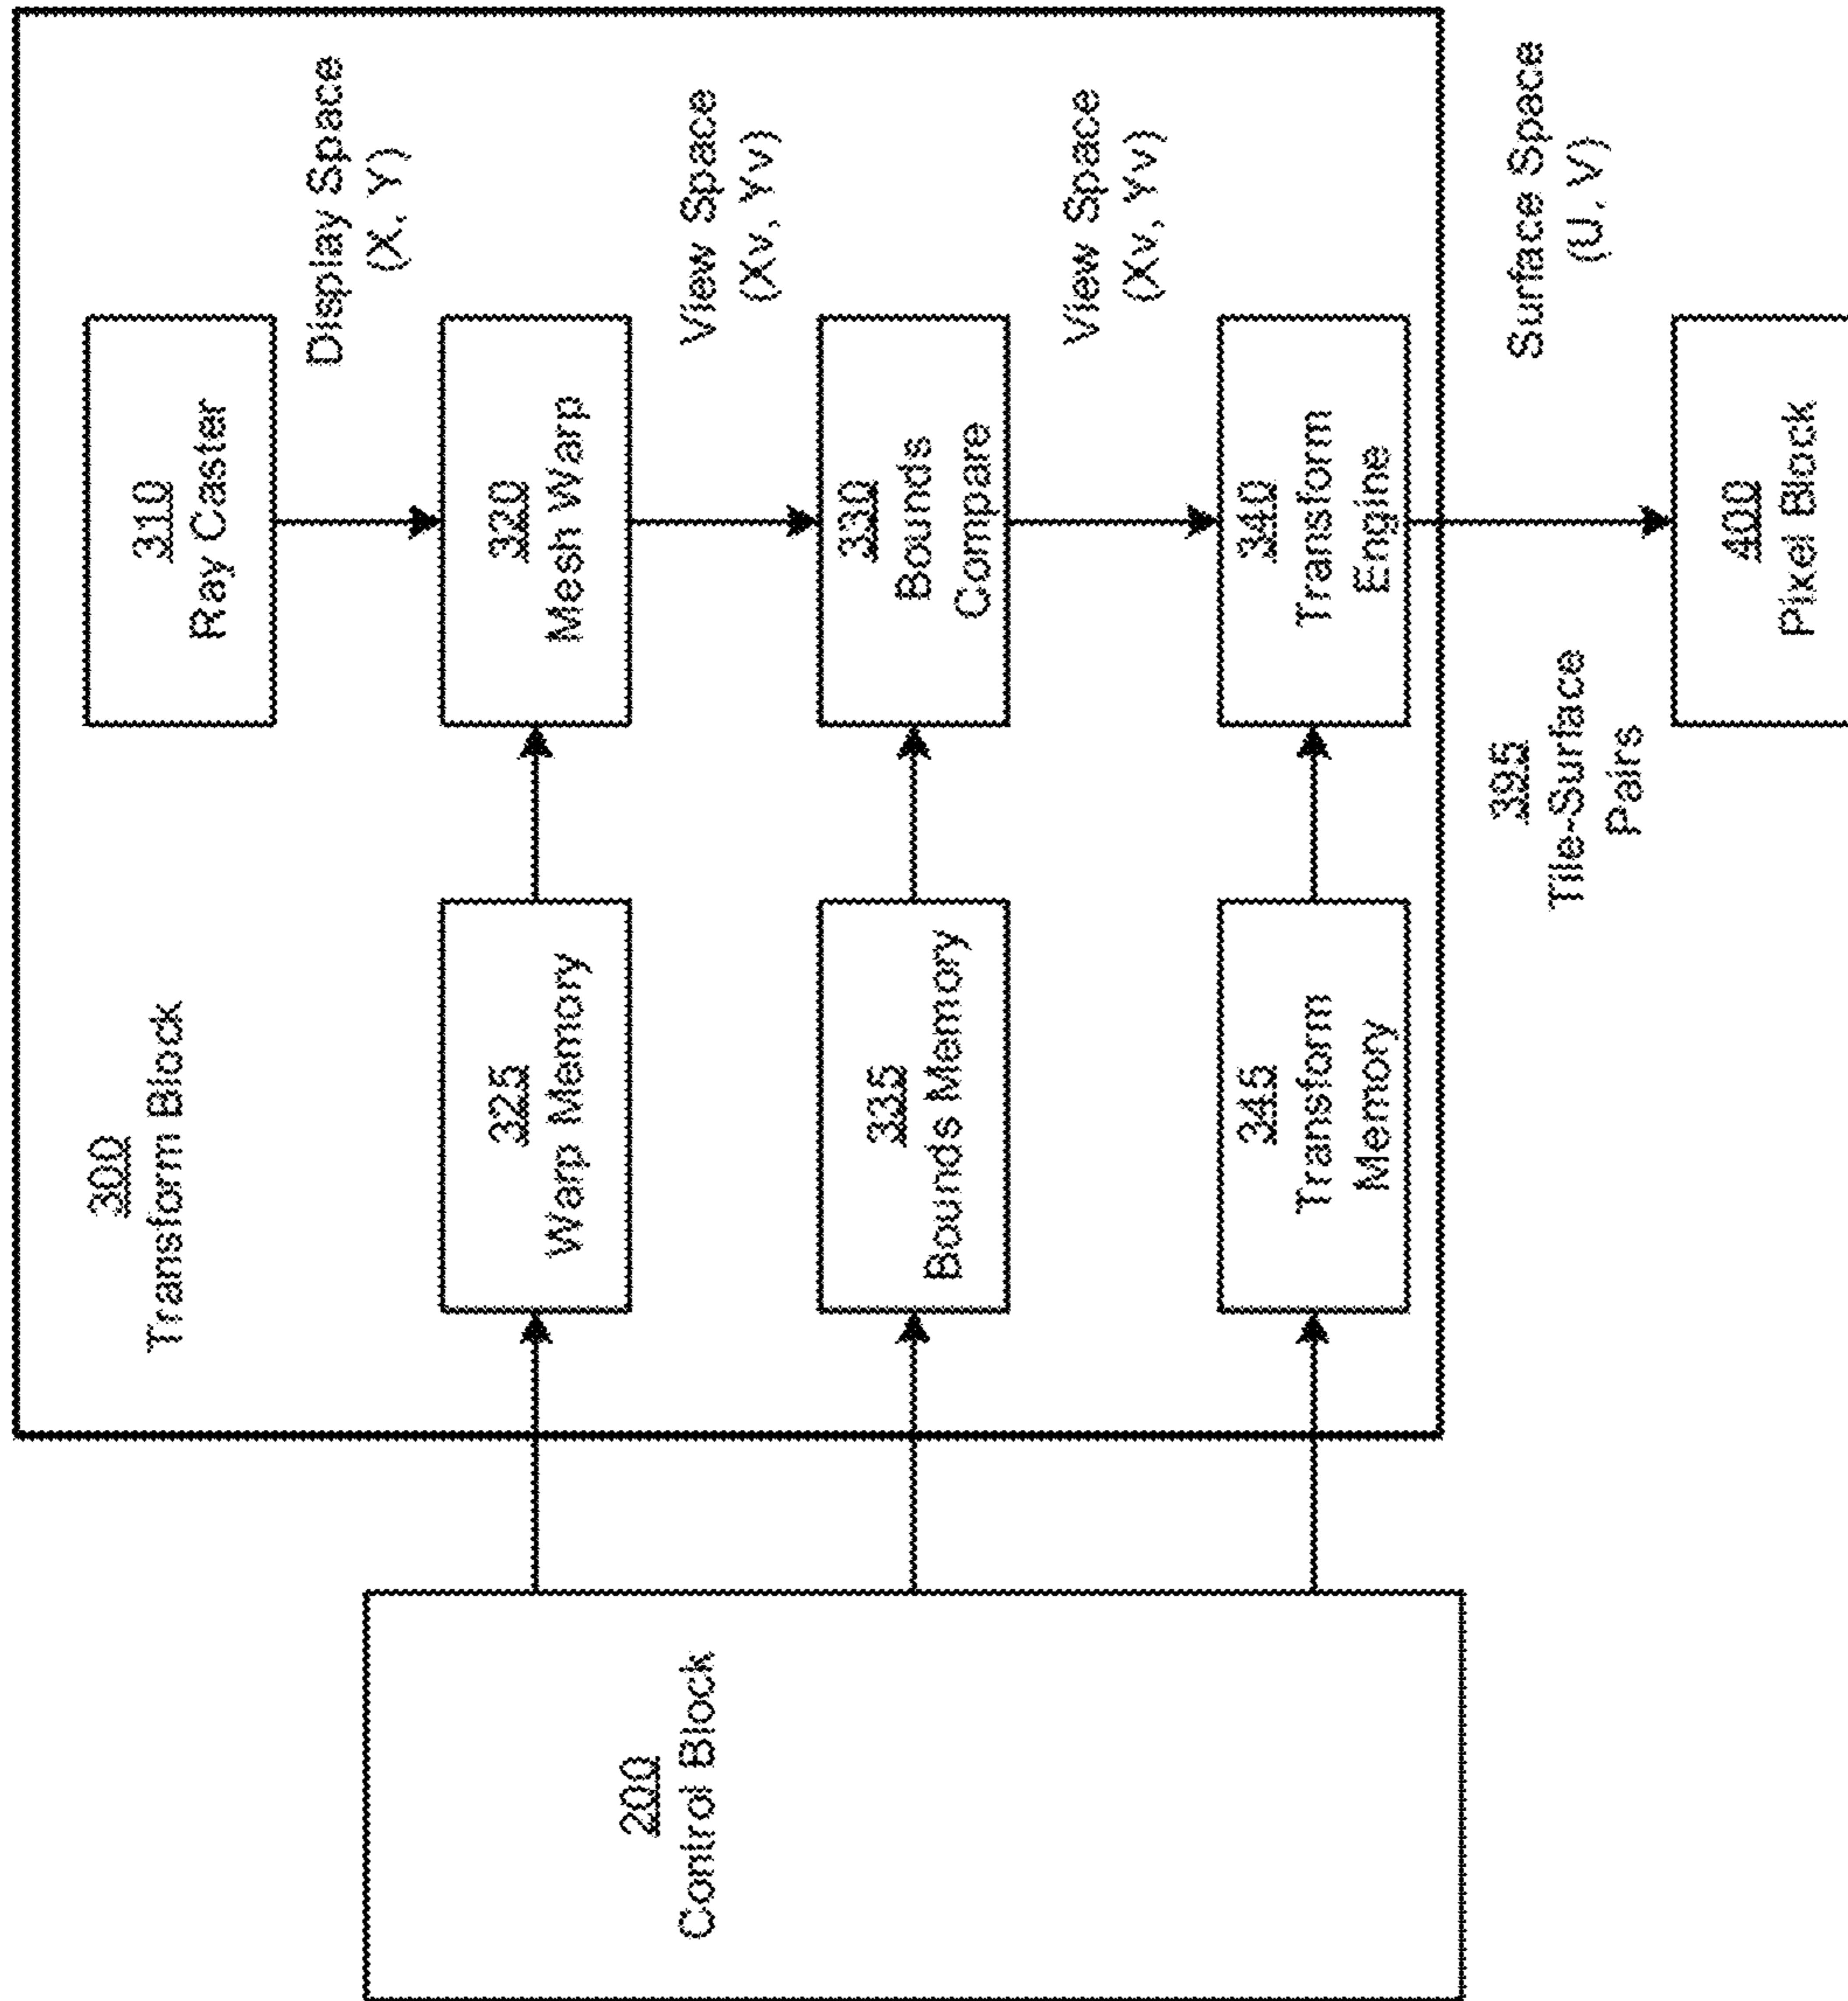 200
Control Block
300
Transform Block
325
Warp Memory
335
Bounds Memory
345
Transform
Memory
310
Ray Caster
320
Mesh Warp
330
Bounds
Compare
340
Transform
Engine
Display Space
(X, Y)
View Space
(Xv, Yv)
View Space
(Xv, Yv)
395
Tile-Surface
Pairs
Surface Space
(U, V)
400
Pixel Block